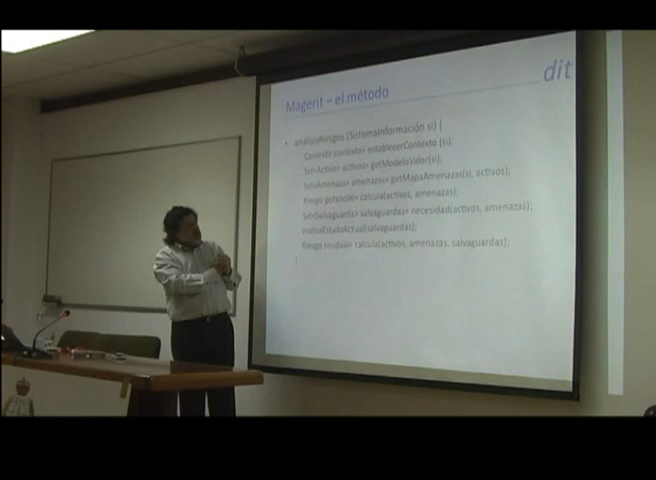 dit
Magerit – el método
• análisisRiesgos (SistemaInformación si) {
Contexto contexto= establecerContexto (si);
Set<Activo> activos= getModeloValor(si);
Set<Amenaza> amenazas= getMapaAmenazas(si, activos);
Riesgo potencial= calcula(activos, amenazas);
Set<Salvaguarda> salvaguardas= necesidad(activos, amenazas);
evalúaEstadoActual(salvaguardas);
Riesgo residual= calcula(activos, amenazas, salvaguardas);
}